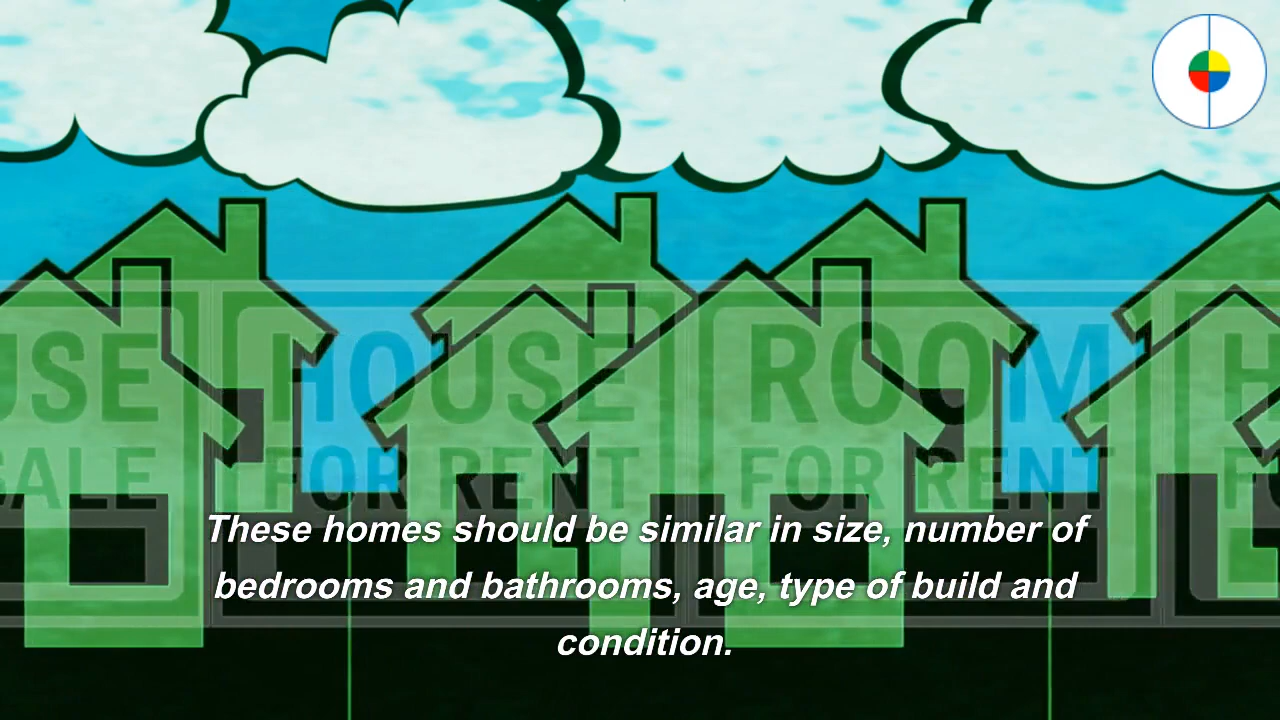 USE HOUSE ROOM H
SALE FOR RENT FOR RENT FO
These homes should be similar in size, number of
bedrooms and bathrooms, age, type of build and
condition.